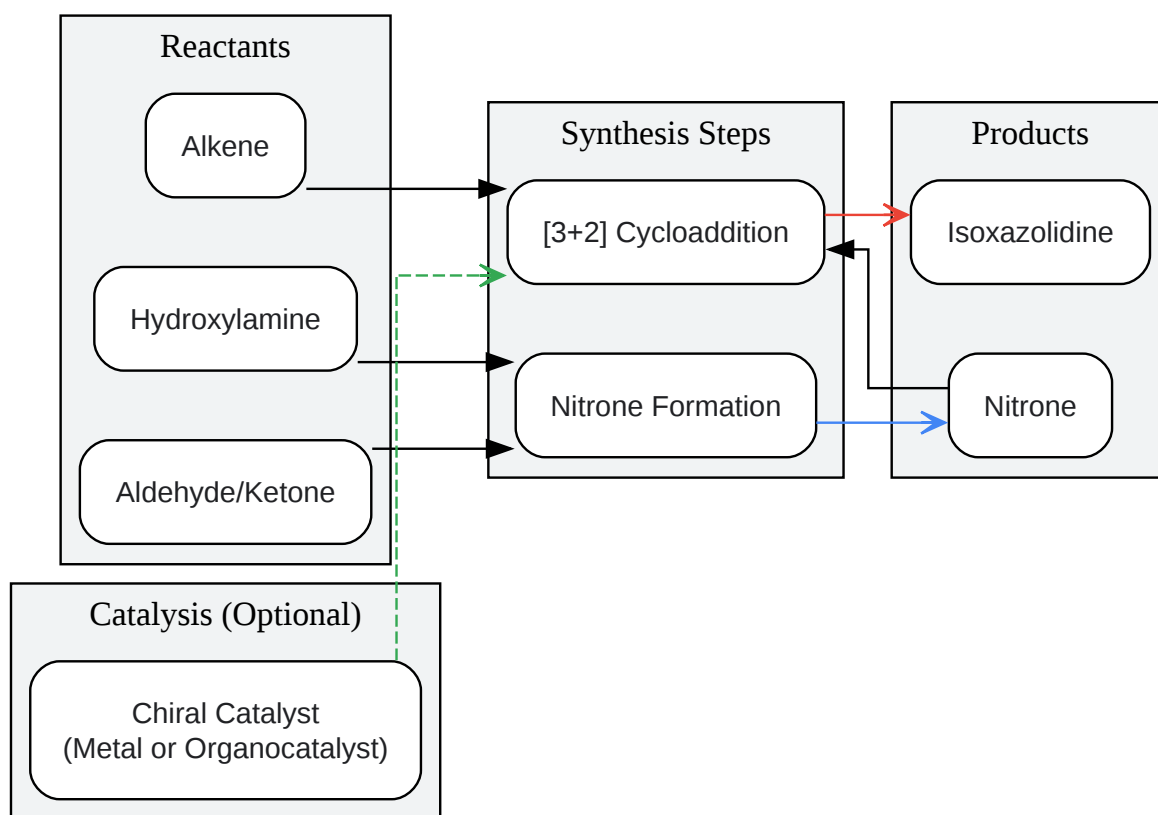 Reactants
Alkene
Hydroxylamine
Aldehyde/Ketone
Synthesis Steps
[3+2] Cycloaddition
Nitrone Formation
Products
Isoxazolidine
Nitrone
Catalysis (Optional)
Chiral Catalyst
(Metal or Organocatalyst)